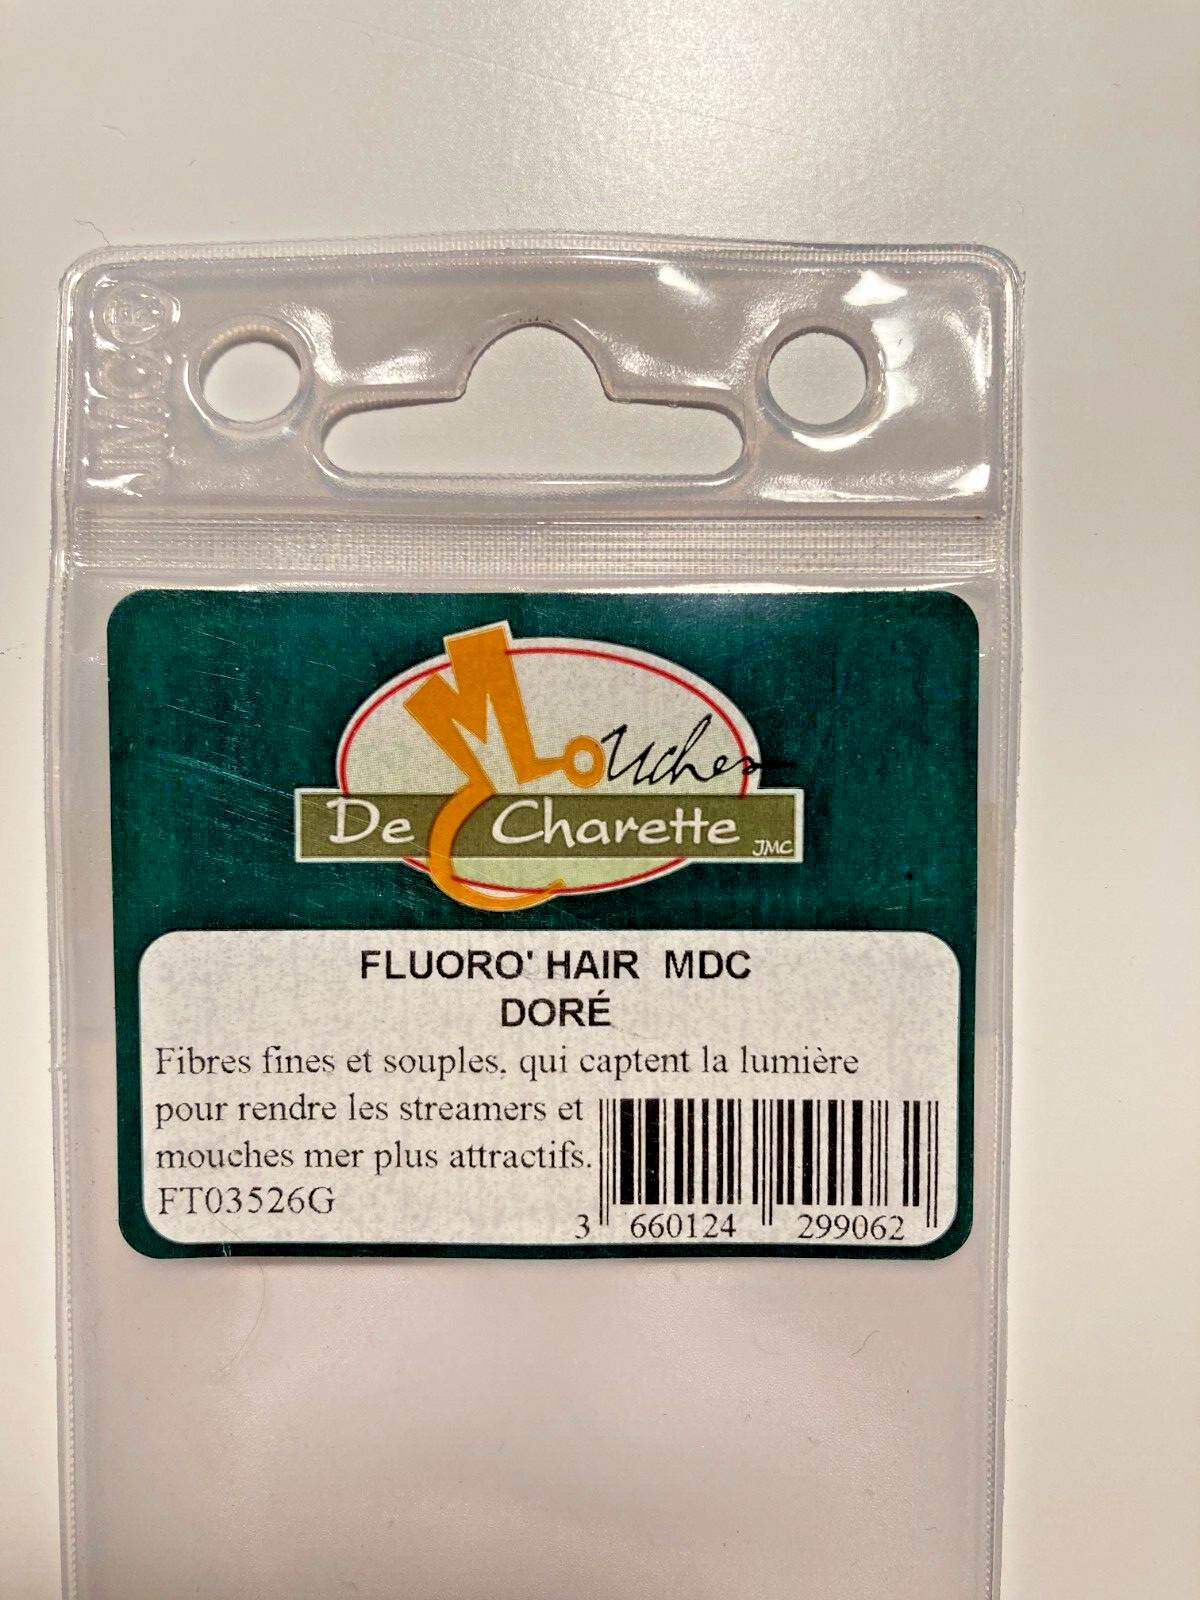 JMC®
Mouches
De Charette
JMC
FLUORO' HAIR MDC
DORÉ
Fibres fines et souples, qui captent la lumière
pour rendre les streamers et
mouches mer plus attractifs.
FT03526G
3 660124 299062